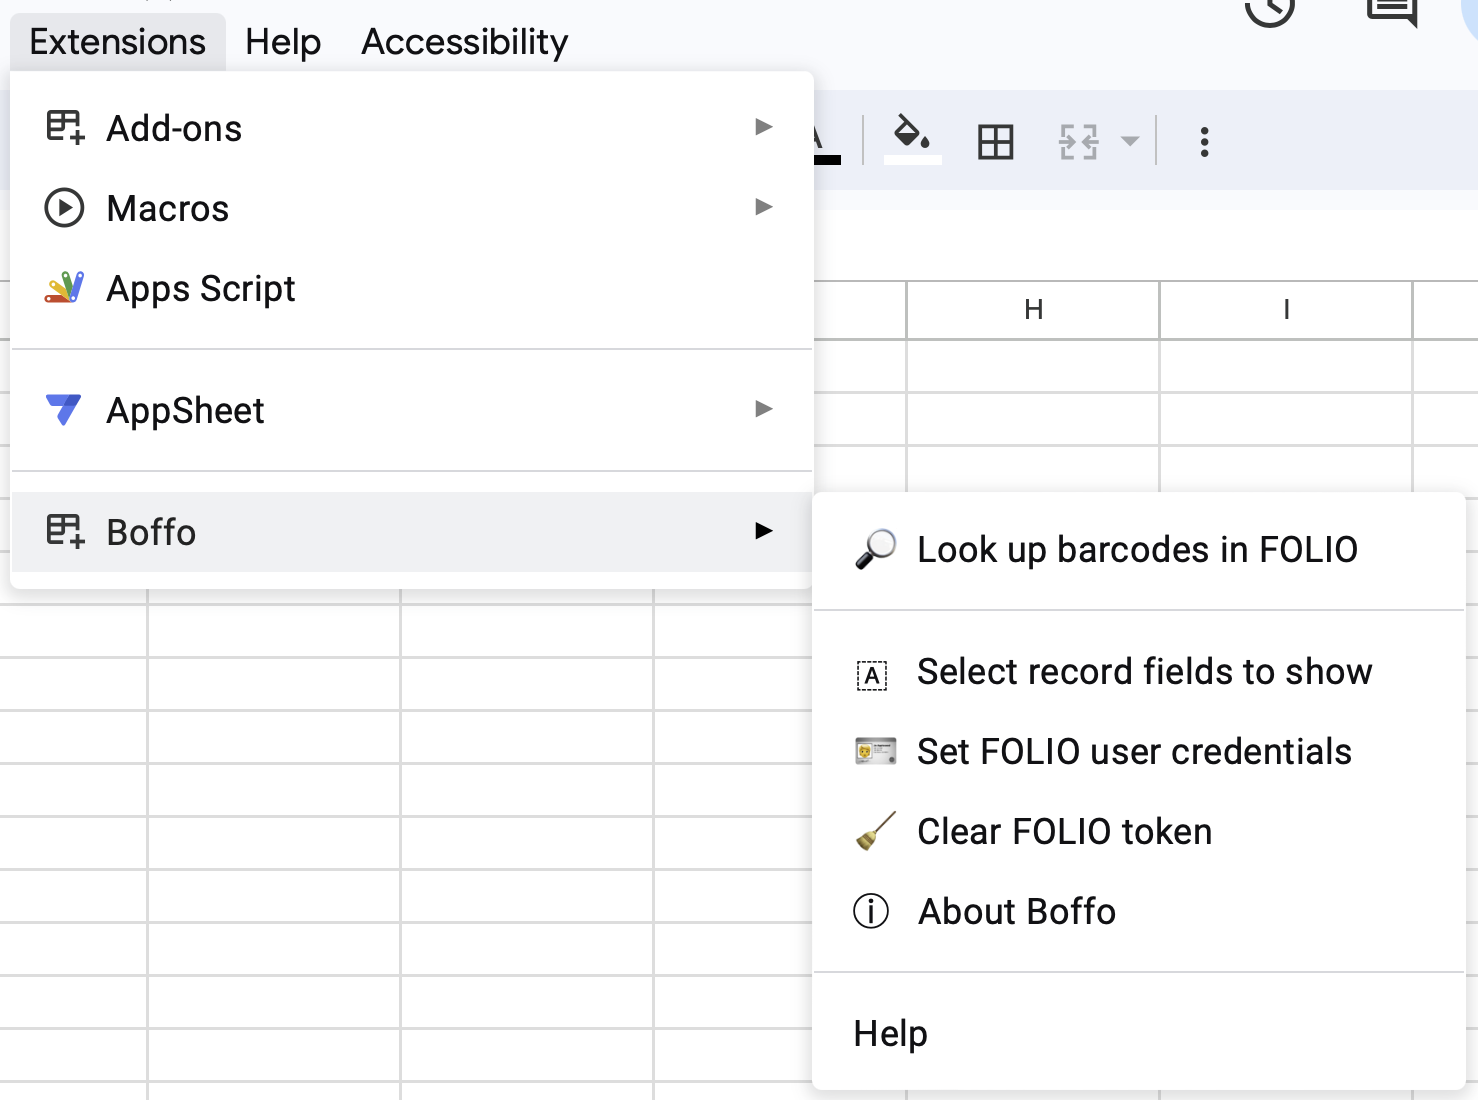 Extensions Help Accessibility
Add-ons
Macros
Apps Script
AppSheet
Boffo
H I
Look up barcodes in FOLIO
Select record fields to show
Set FOLIO user credentials
Clear FOLIO token
About Boffo
Help